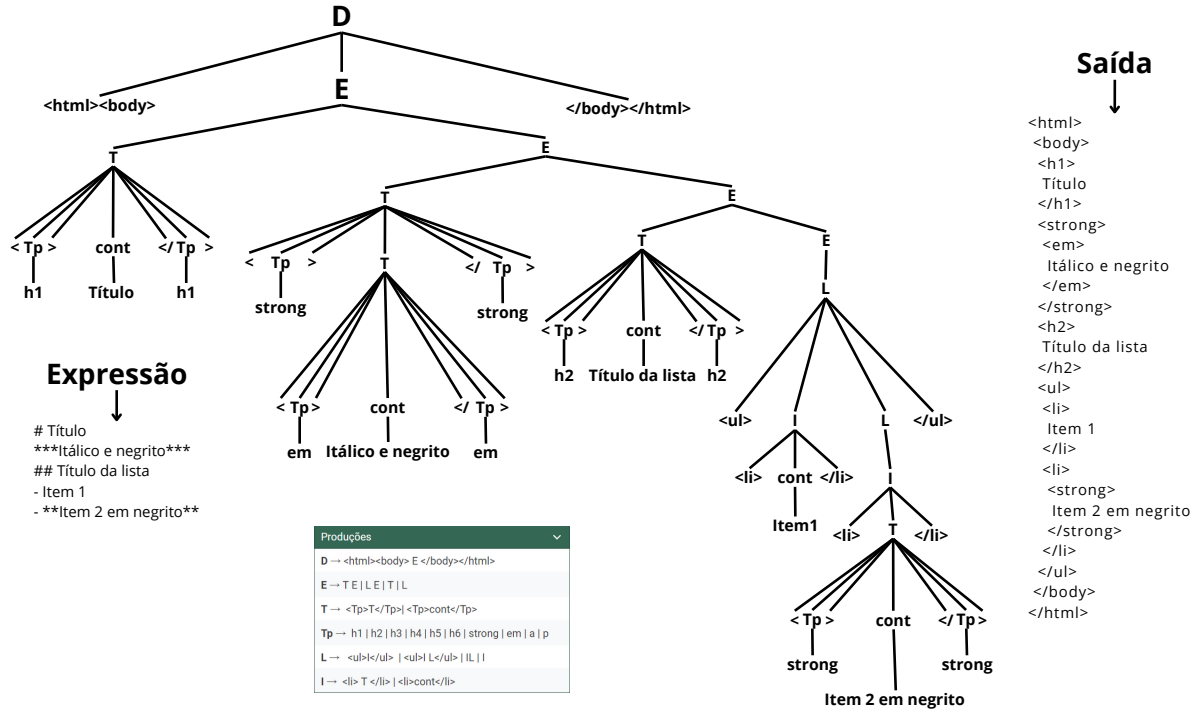 D
<html><body>
E
</body></html>
T
E
T
E
< Tp >
cont
</ Tp >
h1
Título
h1
< Tp >
T
</ Tp >
strong
strong
T
E
L
< Tp >
cont
</ Tp >
h2
Título da lista
h2
< Tp >
cont
</ Tp >
em
Itálico e negrito
em
<ul>
I
L
</ul>
<li>
cont
</li>
Item1
I
<li>
T
</li>
< Tp >
cont
</ Tp >
strong
strong
Item 2 em negrito
Expressão
# Título
***Itálico e negrito***
## Título da lista
- Item 1
- **Item 2 em negrito**
Produções
D → <html><body> E </body></html>
E → T E | L E | T | L
T → <Tp>T</Tp>| <Tp>cont</Tp>
Tp → h1 | h2 | h3 | h4 | h5 | h6 | strong | em | a | p
L → <ul>I</ul> | <ul>I L</ul> | IL | I
I → <li> T </li> | <li>cont</li>
Saída
<html>
<body>
<h1>
Título
</h1>
<strong>
<em>
Itálico e negrito
</em>
</strong>
<h2>
Título da lista
</h2>
<ul>
<li>
Item 1
</li>
<li>
<strong>
Item 2 em negrito
</strong>
</li>
</ul>
</body>
</html>